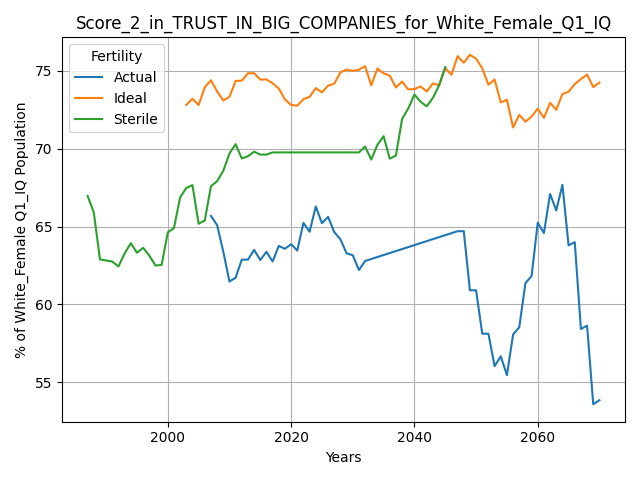 Score_2_in_TRUST_IN_BIG_COMPANIES_for_White_Female_Q1_IQ
Fertility
Actual
Ideal
Sterile
% of White_Female Q1_IQ Population
75
70
65
60
55
2000
2020
2040
2060
Years